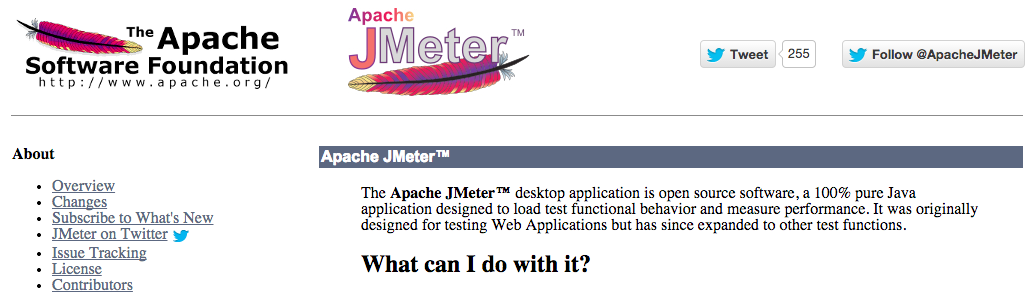 The Apache
Software Foundation
http://www.apache.org/
Apache
JMeter™
Tweet 255
Follow @ApacheJMeter
About
Overview
Changes
Subscribe to What's New
JMeter on Twitter
Issue Tracking
License
Contributors
Apache JMeter™
The Apache JMeter™ desktop application is open source software, a 100% pure Java
application designed to load test functional behavior and measure performance. It was originally
designed for testing Web Applications but has since expanded to other test functions.
What can I do with it?